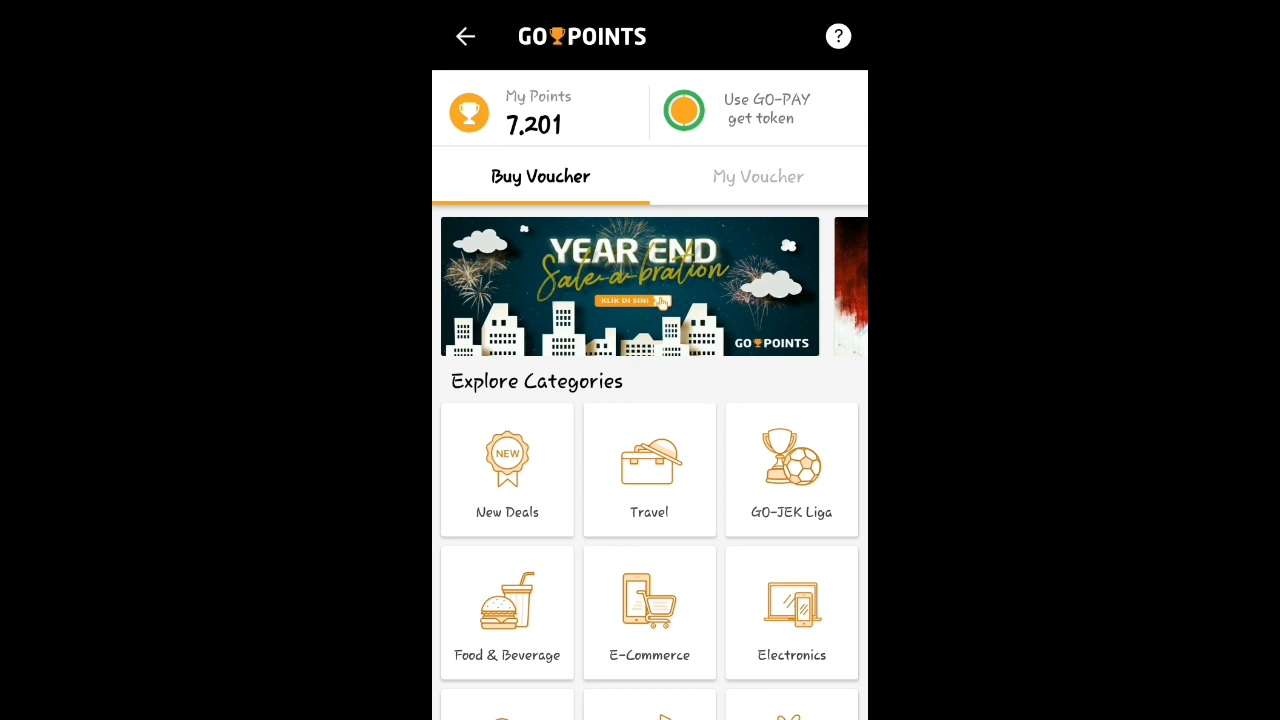 GO POINTS
?
My Points
7.201
Use GO-PAY
get token
Buy Voucher
My Voucher
YEAR END
Sale-a-bration
KLIK DI SINI
GO POINTS
Explore Categories
NEW
New Deals
Travel
GO-JEK Liga
Food & Beverage
E-Commerce
Electronics